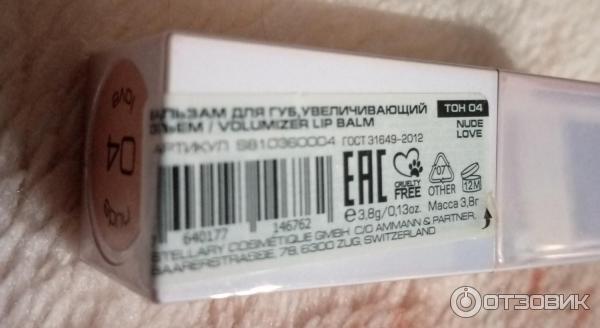 БАЛЬЗАМ ДЛЯ ГУБ, УВЕЛИЧИВАЮЩИЙ
ОБЪЕМ / VOLUMIZER LIP BALM
АРТИКУЛ SB10360004 ГОСТ 31649-2012
ТОН 04
NUDE
LOVE
EAC
CRUELTY
FREE
07
OTHER
12M
e 3,8g/0,13oz. Масса 3,8г
640177 146762
STELLARY COSMETIQUE GMBH, C/O AMMANN & PARTNER,
BAARERSTRASSE, 78, 6300 ZUG, SWITZERLAND
04
nude
love
ОТЗОВИК